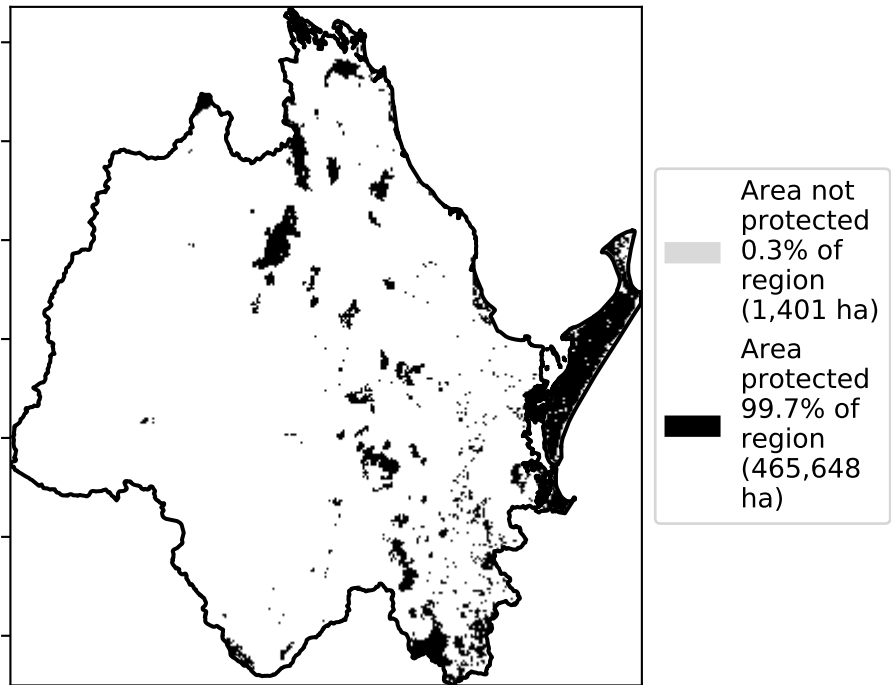 Area not
protected
0.3% of
region
(1,401 ha)
Area
protected
99.7% of
region
(465,648
ha)